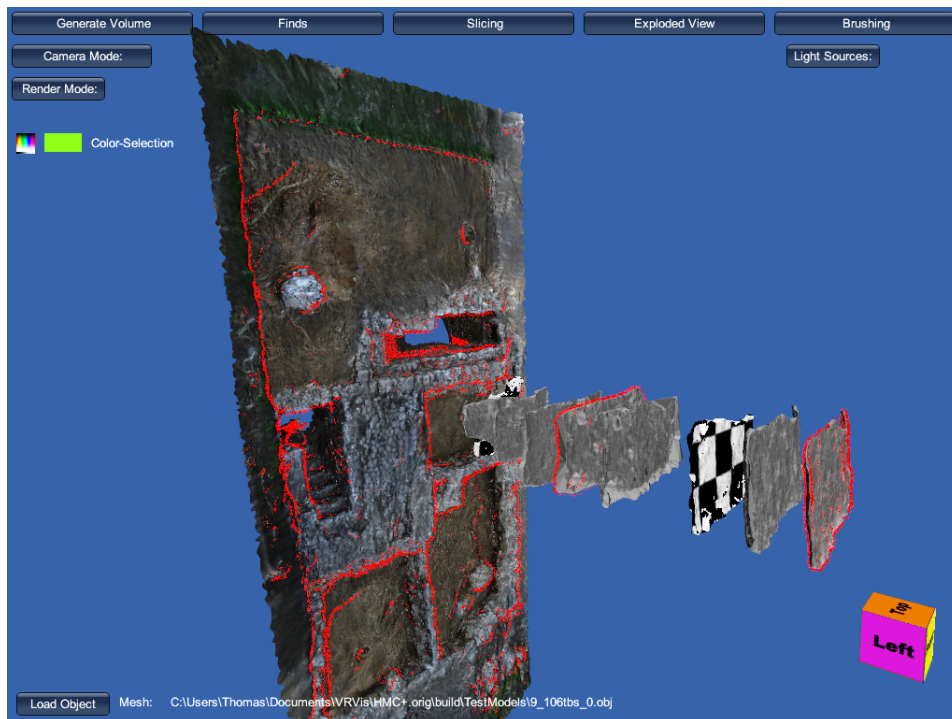 Generate Volume Finds Slicing Exploded View Brushing
Camera Mode: Light Sources:
Render Mode:
Color-Selection
Top
Left
Load Object Mesh: C:\Users\Thomas\Documents\VRVis\HMC+.orig\build\TestModels\9_106tbs_0.obj